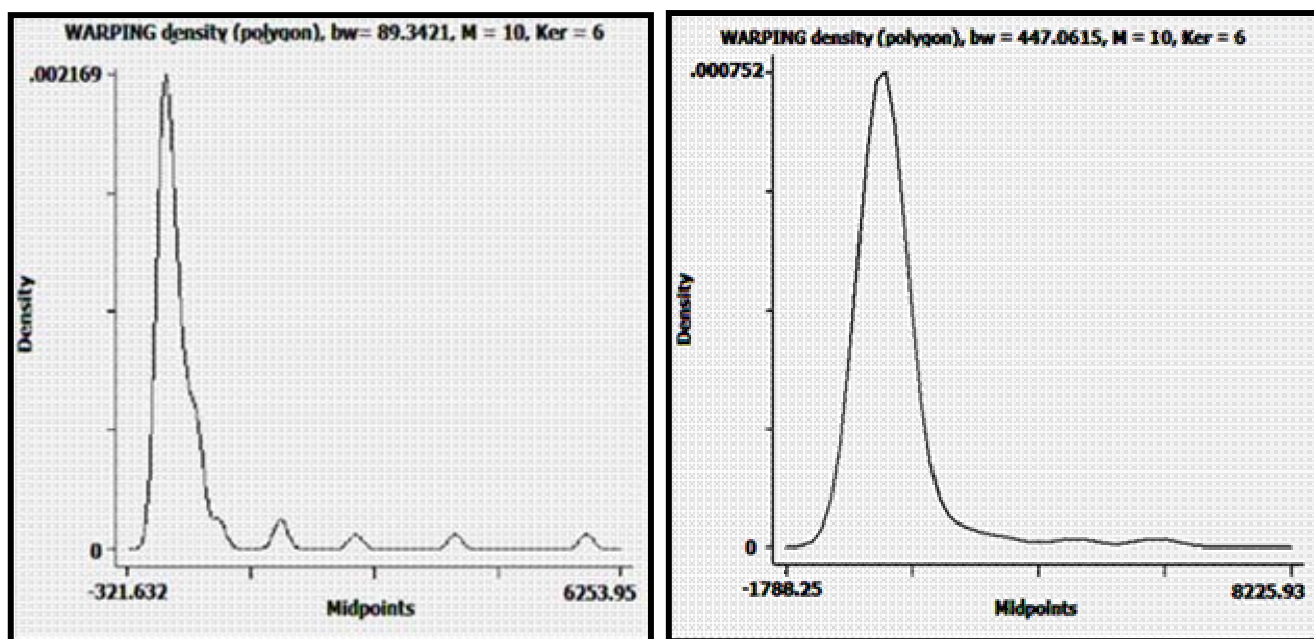 WARPING density (polygon), bw= 89.3421, M = 10, Ker = 6
.002169
Density
0
-321.632
6253.95
Midpoints
WARPING density (polygon), bw = 447.0615, M = 10, Ker = 6
.000752
Density
0
-1788.25
8225.93
Midpoints